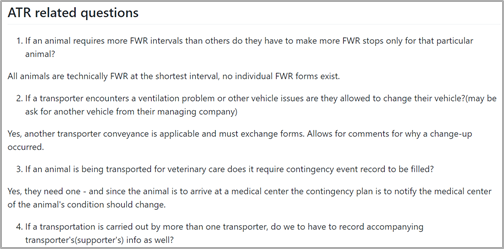 ATR related questions
1. If an animal requires more FWR intervals than others do they have to make more FWR stops only for that particular
animal?
All animals are technically FWR at the shortest interval, no individual FWR forms exist.
2. If a transporter encounters a ventilation problem or other vehicle issues are they allowed to change their vehicle?(may be
ask for another vehicle from their managing company)
Yes, another transporter conveyance is applicable and must exchange forms. Allows for comments for why a change-up
occurred.
3. If an animal is being transported for veterinary care does it require contingency event record to be filled?
Yes, they need one - and since the animal is to arrive at a medical center the contingency plan is to notify the medical center
of the animal's condition should change.
4. If a transportation is carried out by more than one transporter, do we to have to record accompanying
transporter's(supporter's) info as well?